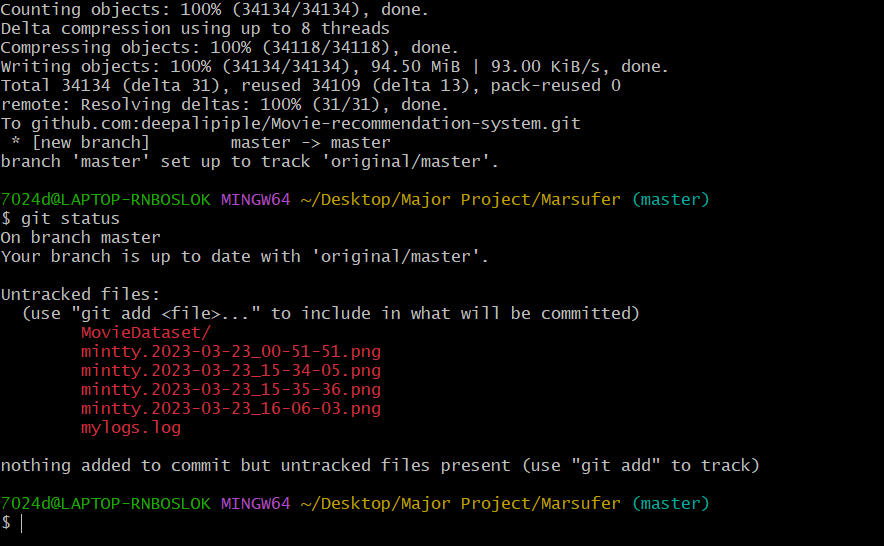 Counting objects: 100% (34134/34134), done.
Delta compression using up to 8 threads
Compressing objects: 100% (34118/34118), done.
Writing objects: 100% (34134/34134), 94.50 MiB | 93.00 KiB/s, done.
Total 34134 (delta 31), reused 34109 (delta 13), pack-reused 0
remote: Resolving deltas: 100% (31/31), done.
To github.com:deepalipiple/Movie-recommendation-system.git
 * [new branch]        master -> master
branch 'master' set up to track 'original/master'.

7024d@LAPTOP-RNBOSLOK MINGW64 ~/Desktop/Major Project/Marsufer (master)
$ git status
On branch master
Your branch is up to date with 'original/master'.

Untracked files:
  (use "git add <file>..." to include in what will be committed)
        MovieDataset/
        mintty.2023-03-23_00-51-51.png
        mintty.2023-03-23_15-34-05.png
        mintty.2023-03-23_15-35-36.png
        mintty.2023-03-23_16-06-03.png
        mylogs.log

nothing added to commit but untracked files present (use "git add" to track)

7024d@LAPTOP-RNBOSLOK MINGW64 ~/Desktop/Major Project/Marsufer (master)
$